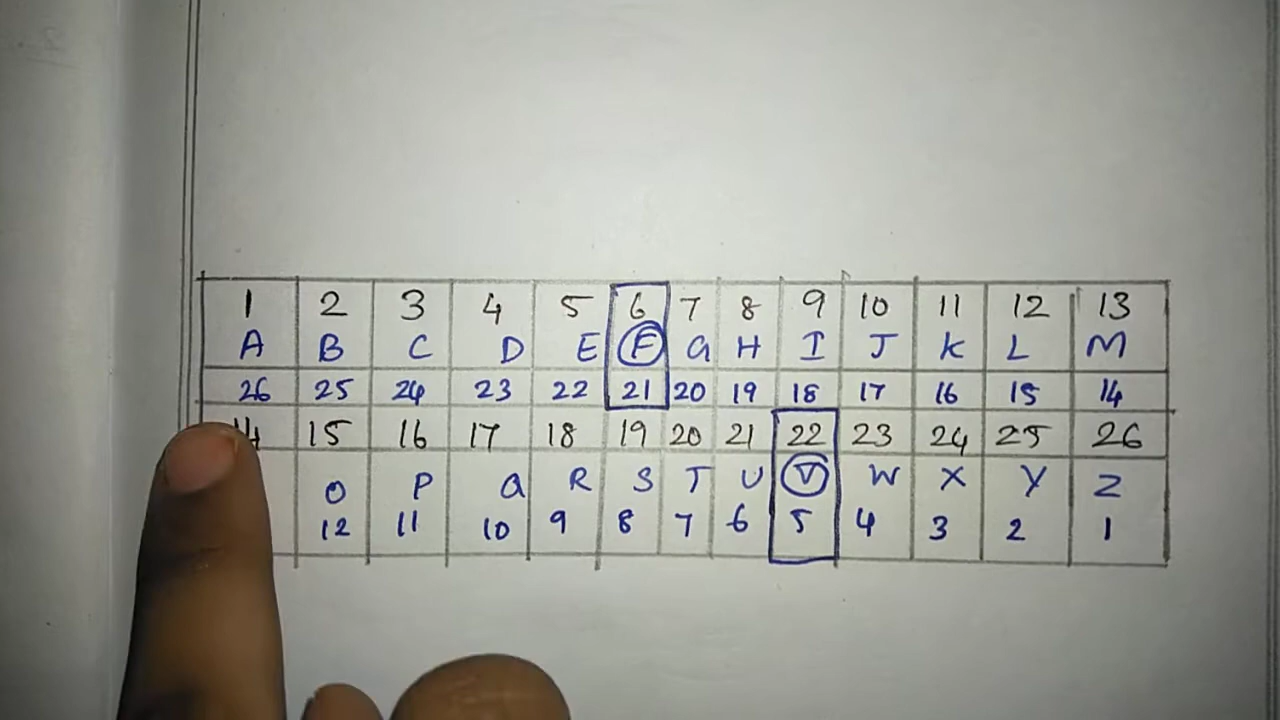 1 2 3 4 5 6 7 8 9 10 11 12 13
A B C D E F G H I J K L M
26 25 24 23 22 21 20 19 18 17 16 15 14
14 15 16 17 18 19 20 21 22 23 24 25 26
O P Q R S T U V W X Y Z
12 11 10 9 8 7 6 5 4 3 2 1